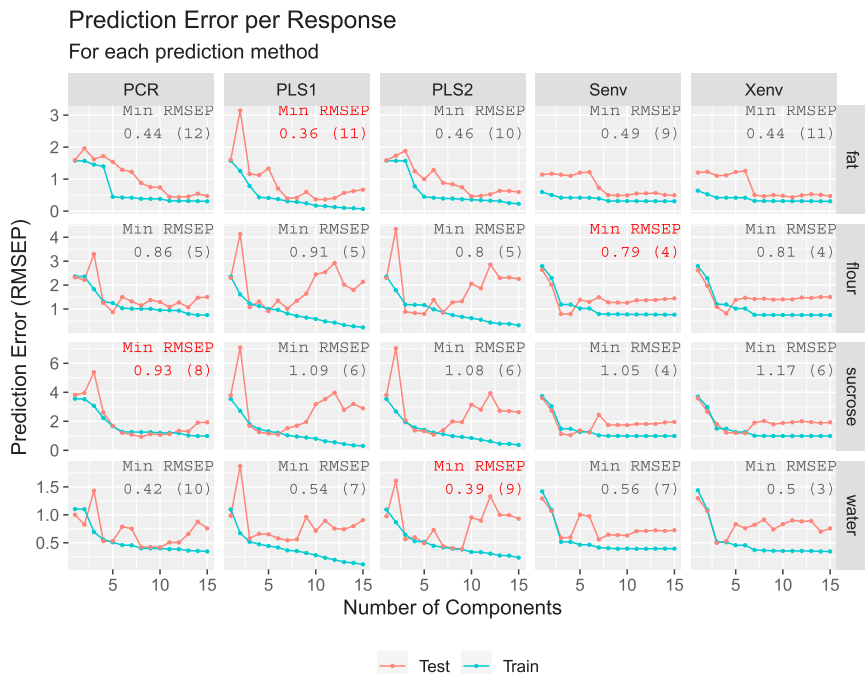 Prediction Error per Response
For each prediction method
PCR PLS1 PLS2 Senv Xenv
Prediction Error (RMSEP)
Min RMSEP Min RMSEP Min RMSEP Min RMSEP Min RMSEP
0.44 (12) 0.36 (11) 0.46 (10) 0.49 (9) 0.44 (11)
3
2
1
0
fat
Min RMSEP Min RMSEP Min RMSEP Min RMSEP Min RMSEP
0.86 (5) 0.91 (5) 0.8 (5) 0.79 (4) 0.81 (4)
4
3
2
1
flour
Min RMSEP Min RMSEP Min RMSEP Min RMSEP Min RMSEP
0.93 (8) 1.09 (6) 1.08 (6) 1.05 (4) 1.17 (6)
6
4
2
0
sucrose
Min RMSEP Min RMSEP Min RMSEP Min RMSEP Min RMSEP
0.42 (10) 0.54 (7) 0.39 (9) 0.56 (7) 0.5 (3)
1.5
1.0
0.5
water
5 10 15 5 10 15 5 10 15 5 10 15 5 10 15
Number of Components
Test Train